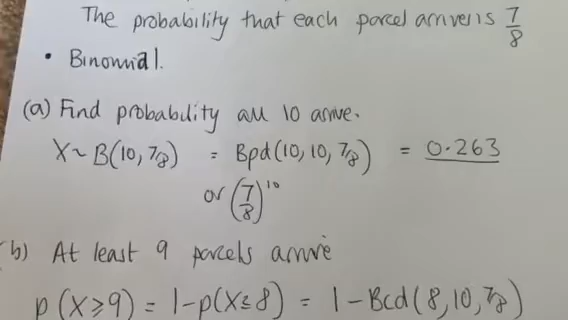 The probability that each parcel arrives is 7/8
• Binomial.
(a) Find probability all 10 arrive.
X~B(10, 7/8) = Bpd(10, 10, 7/8) = 0.263
or (7/8)^10
(b) At least 9 parcels arrive
p(X≥9) = 1-p(X≤8) = 1-Bcd(8, 10, 7/8)